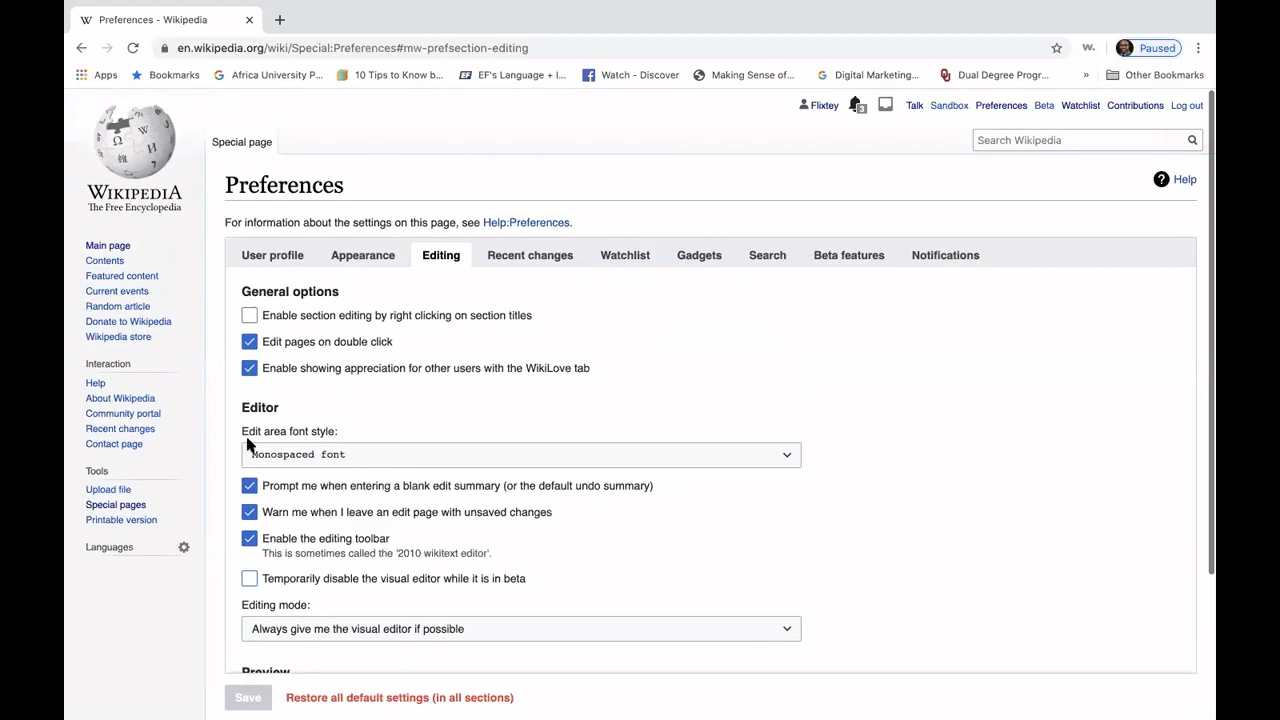 Preferences - Wikipedia
en.wikipedia.org/wiki/Special:Preferences#mw-prefsection-editing
W.
Paused
Apps
Bookmarks
Africa University P...
10 Tips to Know b...
EF's Language + I...
Watch - Discover
Making Sense of...
Digital Marketing...
Dual Degree Progr...
»
Other Bookmarks
Flixtey
Talk
Sandbox
Preferences
Beta
Watchlist
Contributions
Log out
Special page
Search Wikipedia
WIKIPEDIA
The Free Encyclopedia
Main page
Contents
Featured content
Current events
Random article
Donate to Wikipedia
Wikipedia store
Interaction
Help
About Wikipedia
Community portal
Recent changes
Contact page
Tools
Upload file
Special pages
Printable version
Languages
Preferences
Help
For information about the settings on this page, see Help:Preferences.
User profile
Appearance
Editing
Recent changes
Watchlist
Gadgets
Search
Beta features
Notifications
General options
Enable section editing by right clicking on section titles
Edit pages on double click
Enable showing appreciation for other users with the WikiLove tab
Editor
Edit area font style:
Monospaced font
Prompt me when entering a blank edit summary (or the default undo summary)
Warn me when I leave an edit page with unsaved changes
Enable the editing toolbar
This is sometimes called the '2010 wikitext editor'.
Temporarily disable the visual editor while it is in beta
Editing mode:
Always give me the visual editor if possible
Preview
Save
Restore all default settings (in all sections)